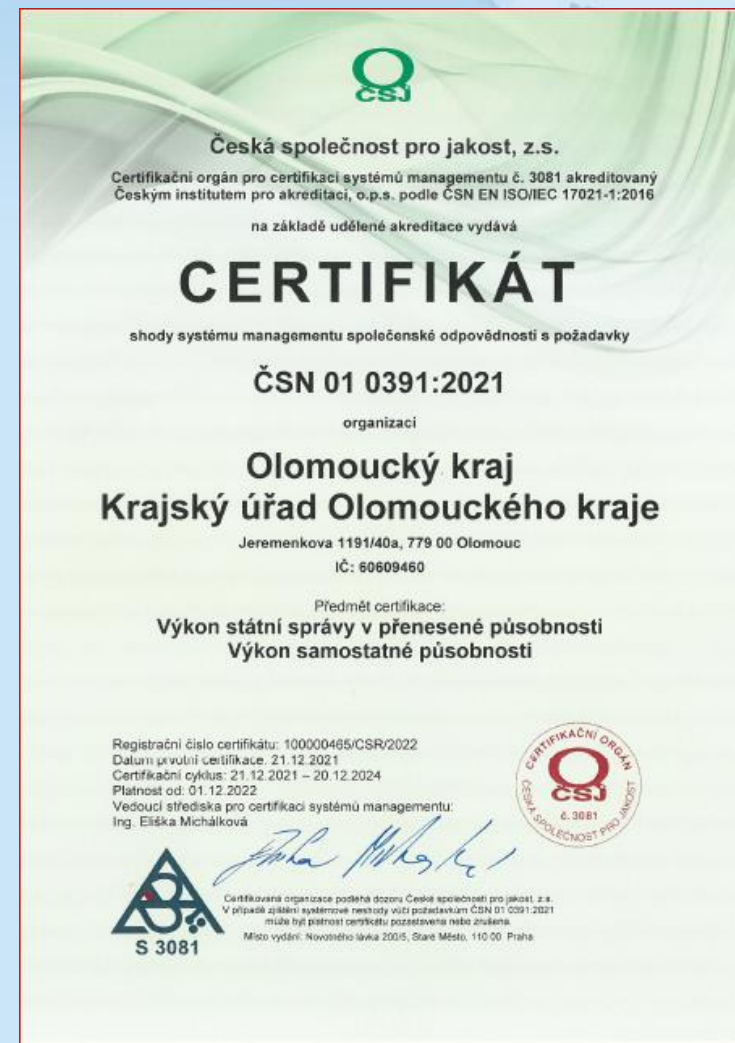 ČSJ
Česká společnost pro jakost, z.s.
Certifikační orgán pro certifikaci systémů managementu č. 3081 akreditovaný
Českým institutem pro akreditaci, o.p.s. podle ČSN EN ISO/IEC 17021-1:2016
na základě udělené akreditace vydává
CERTIFIKÁT
shody systému managementu společenské odpovědnosti s požadavky
ČSN 01 0391:2021
organizaci
Olomoucký kraj
Krajský úřad Olomouckého kraje
Jeremenkova 1191/40a, 779 00 Olomouc
IČ: 60609460
Předmět certifikace:
Výkon státní správy v přenesené působnosti
Výkon samostatné působnosti
Registrační číslo certifikátu: 100000465/CSR/2022
Datum prvotní certifikace: 21.12.2021
Certifikační cyklus: 21.12.2021 – 20.12.2024
Platnost od: 01.12.2022
Vedoucí střediska pro certifikaci systémů managementu:
Ing. Eliška Michálková
CERTIFIKAČNÍ ORGÁN
ČSJ
č. 3081
ČESKÁ SPOLEČNOST PRO JAKOST
S 3081
Certifikovaná organizace podléhá dozoru České společnosti pro jakost, z.s.
V případě zjištění systémové neshody vůči požadavkům ČSN 01 0391:2021
může být platnost certifikátu pozastavena nebo zrušena.
Místo vydání: Novotného lávka 200/5, Staré Město, 110 00 Praha